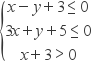 x − y + 3 ≤ 0
3x + y + 5 ≤ 0
x + 3 > 0